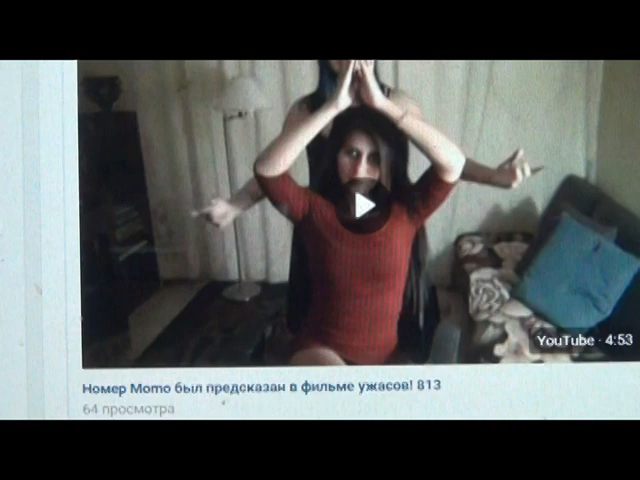 YouTube · 4:53
Номер Момо был предсказан в фильме ужасов! 813
64 просмотра